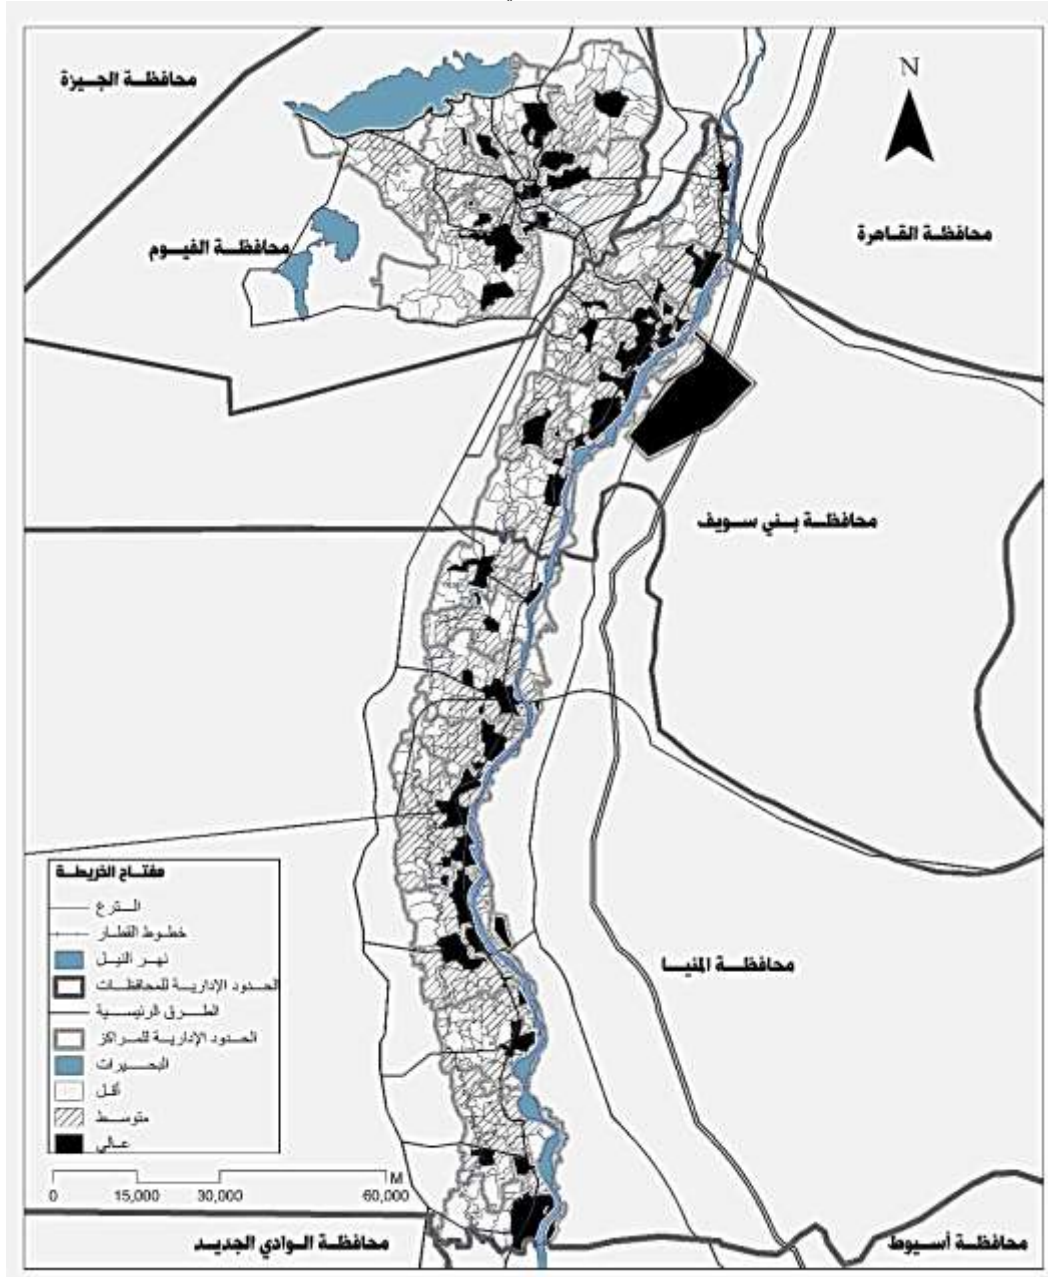 محافظة الجيزة
N
محافظة القاهرة
محافظة الفيوم
محافظة بني سويف
محافظة المنيا
مفتاح الخريطة
الترع
خطوط القطار
نهر النيل
الحدود الإدارية للمحافظات
الطرق الرئيسية
الحدود الإدارية للمراكز
البحيرات
أقل
متوسط
عالي
M
0 15,000 30,000 60,000
محافظة الوادي الجديد
محافظة أسيوط